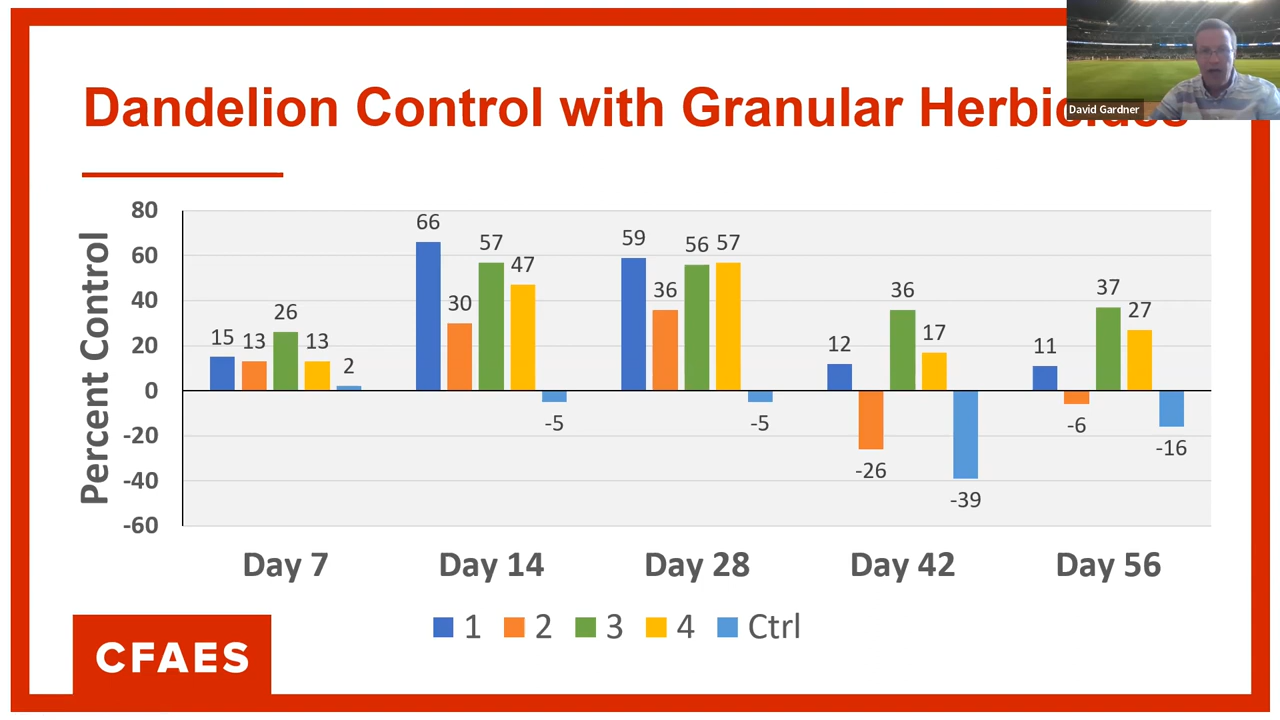 Dandelion Control with Granular Herbicides
David Gardner
Percent Control
80
60
40
20
0
-20
-40
-60
15 13 26 13 2
66 30 57 47 -5
59 36 56 57 -5
12 -26 36 17 -39
11 -6 37 27 -16
Day 7 Day 14 Day 28 Day 42 Day 56
1 2 3 4 Ctrl
CFAES